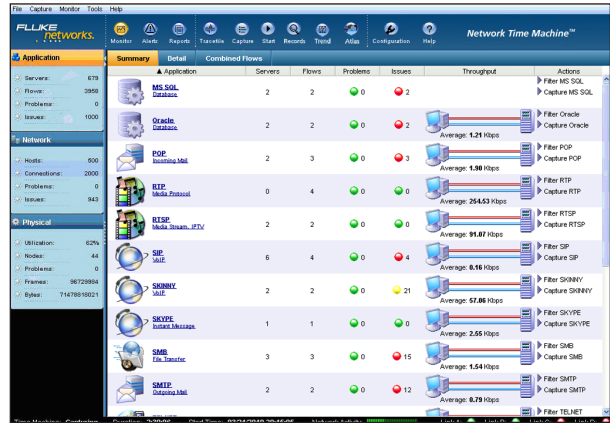 File Capture Monitor Tools Help
FLUKE networks.
Monitor Alerts Reports Tracefile Capture Start Records Trend Atlas Configuration Help
Network Time Machine™
Application
Servers: 679
Flows: 3958
Problems: 0
Issues: 1000
Network
Hosts: 600
Connections: 2000
Problems: 0
Issues: 943
Physical
Utilization: 62%
Nodes: 44
Problems: 0
Frames: 96729984
Bytes: 71478818021
Summary Detail Combined Flows
▲ Application Servers Flows Problems Issues Throughput Actions
MS SQL Database 2 2 0 2 Filter MS SQL
Capture MS SQL
Oracle Database 2 2 0 2 Average: 1.21 Kbps Filter Oracle
Capture Oracle
POP Incoming Mail 2 3 0 3 Average: 1.90 Kbps Filter POP
Capture POP
RTP Media Protocol 0 4 0 0 Average: 264.53 Kbps Filter RTP
Capture RTP
RTSP Media Stream, IPTV 2 2 0 0 Average: 91.07 Kbps Filter RTSP
Capture RTSP
SIP VoIP 6 4 0 4 Average: 0.16 Kbps Filter SIP
Capture SIP
SKINNY VoIP 2 2 0 21 Average: 57.06 Kbps Filter SKINNY
Capture SKINNY
SKYPE Instant Message 1 1 0 0 Average: 2.55 Kbps Filter SKYPE
Capture SKYPE
SMB File Transfer 3 3 0 15 Average: 1.54 Kbps Filter SMB
Capture SMB
SMTP Outgoing Mail 2 2 0 12 Average: 0.79 Kbps Filter SMTP
Capture SMTP
Filter TELNET